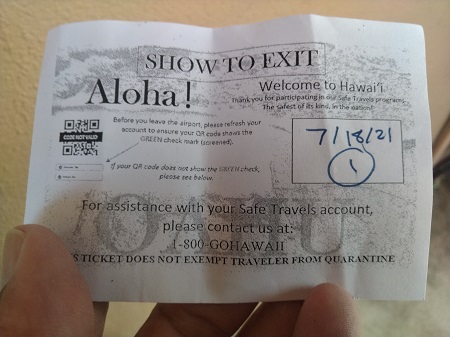 SHOW TO EXIT
Aloha!
Welcome to Hawai'i
Thank you for participating in our Safe Travels programs
The safest of its kind, in the nation!
Before you leave the airport, please refresh your
account to ensure your QR code shows the
GREEN check mark (screened).
CODE NOT VALID
7/18/21
1
If your QR code does not show the GREEN check,
please see below.
OAHU
For assistance with your Safe Travels account,
please contact us at:
1-800-GOHAWAII
TICKET DOES NOT EXEMPT TRAVELER FROM QUARANTINE